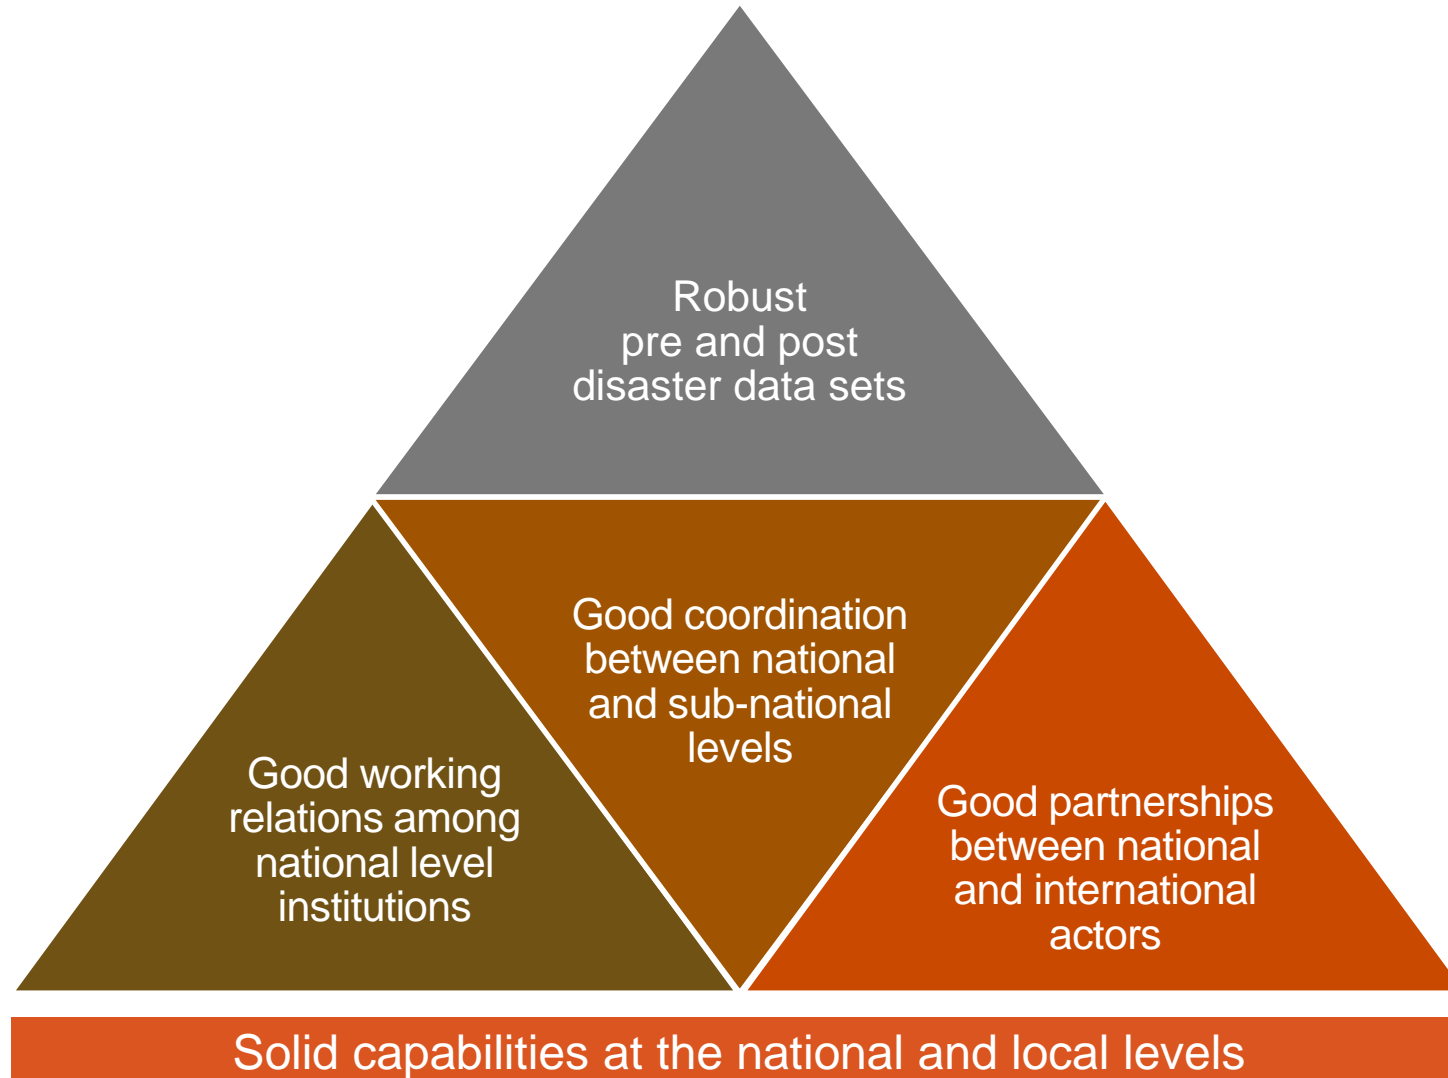 Robust
pre and post
disaster data sets
Good coordination
between national
and sub-national
levels
Good working
relations among
national level
institutions
Good partnerships
between national
and international
actors
Solid capabilities at the national and local levels